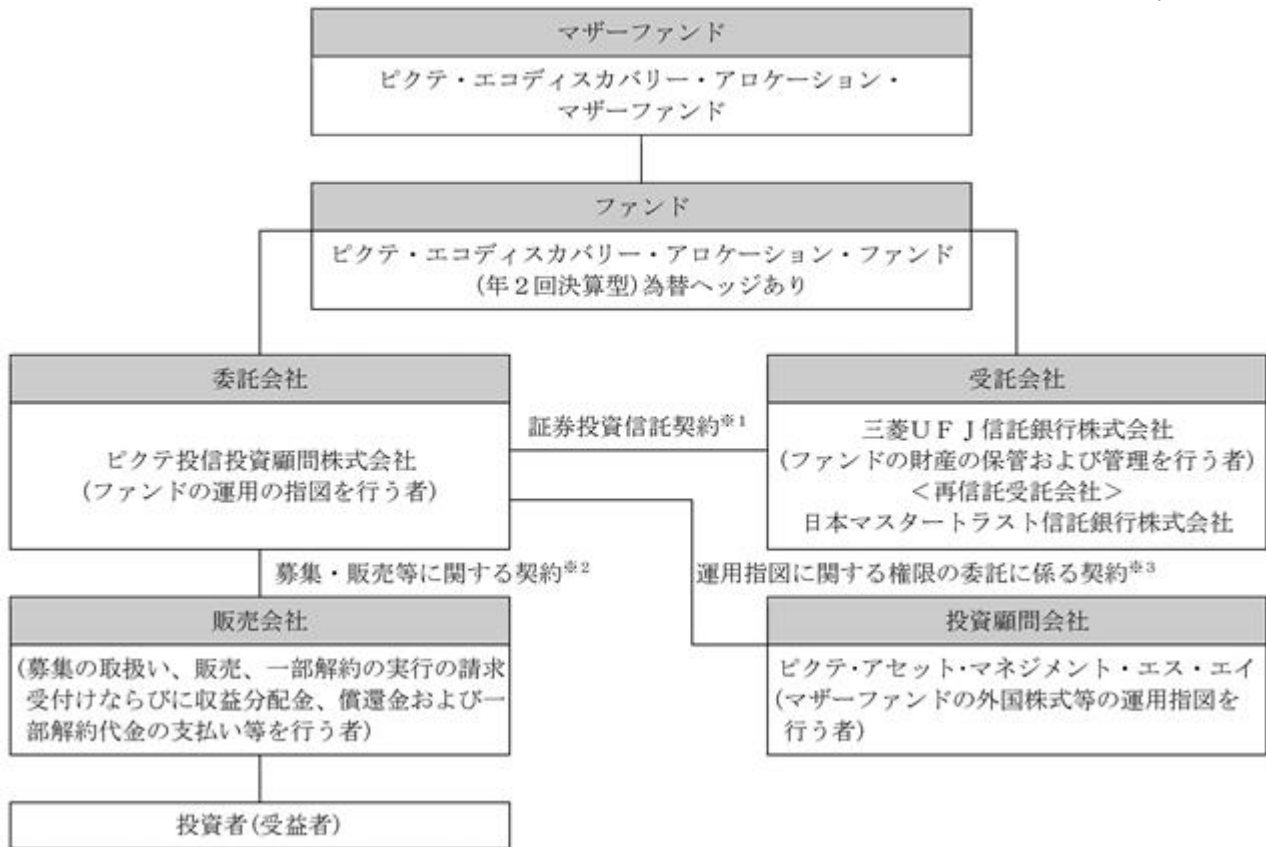 マザーファンド
ピクテ・エコディスカバリー・アロケーション・
マザーファンド
ファンド
ピクテ・エコディスカバリー・アロケーション・ファンド
(年２回決算型)為替ヘッジあり
委託会社
ピクテ投信投資顧問株式会社
(ファンドの運用の指図を行う者)
証券投資信託契約※1
受託会社
三菱ＵＦＪ信託銀行株式会社
(ファンドの財産の保管および管理を行う者)
＜再信託受託会社＞
日本マスタートラスト信託銀行株式会社
募集・販売等に関する契約※2
運用指図に関する権限の委託に係る契約※3
販売会社
(募集の取扱い、販売、一部解約の実行の請求
受付けならびに収益分配金、償還金および一
部解約代金の支払い等を行う者)
投資顧問会社
ピクテ・アセット・マネジメント・エス・エイ
(マザーファンドの外国株式等の運用指図を
行う者)
投資者(受益者)